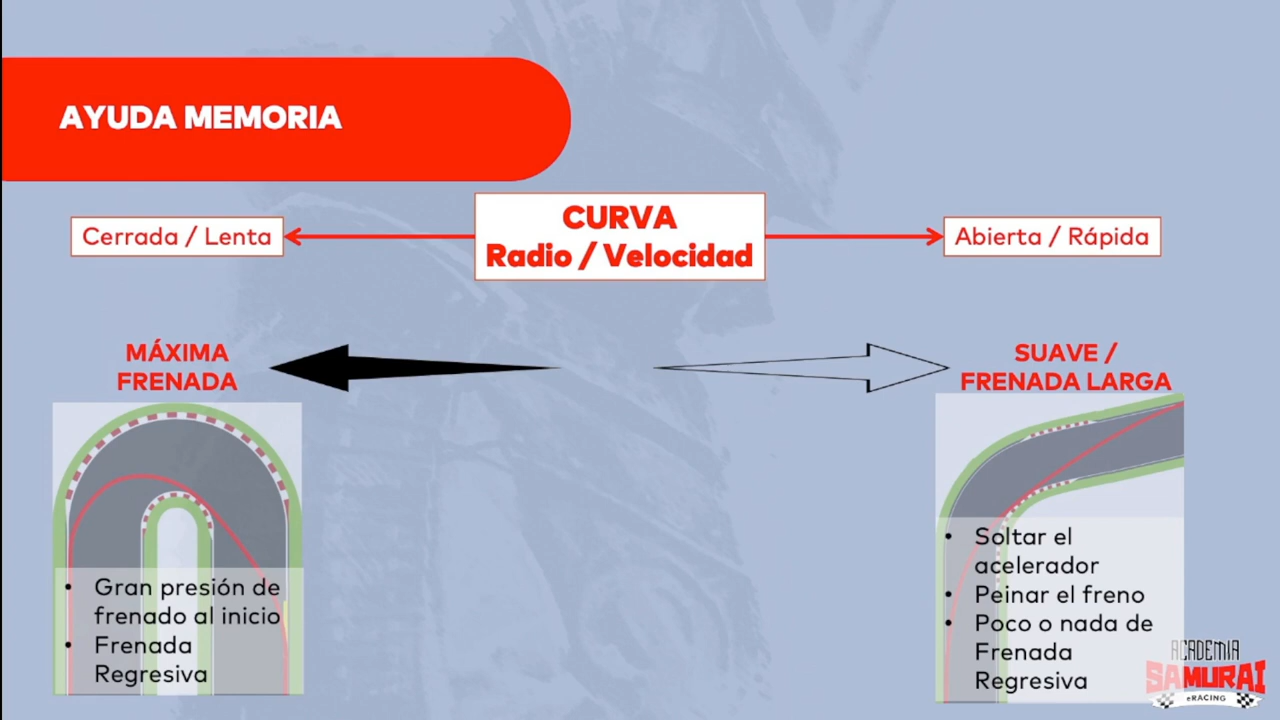 AYUDA MEMORIA
CURVA
Radio / Velocidad
Cerrada / Lenta
Abierta / Rápida
MÁXIMA
FRENADA
SUAVE /
FRENADA LARGA
• Gran presión de
frenado al inicio
• Frenada
Regresiva
• Soltar el
acelerador
• Peinar el freno
• Poco o nada de
Frenada
Regresiva
ACADEMIA
SAMURAI
eRACING